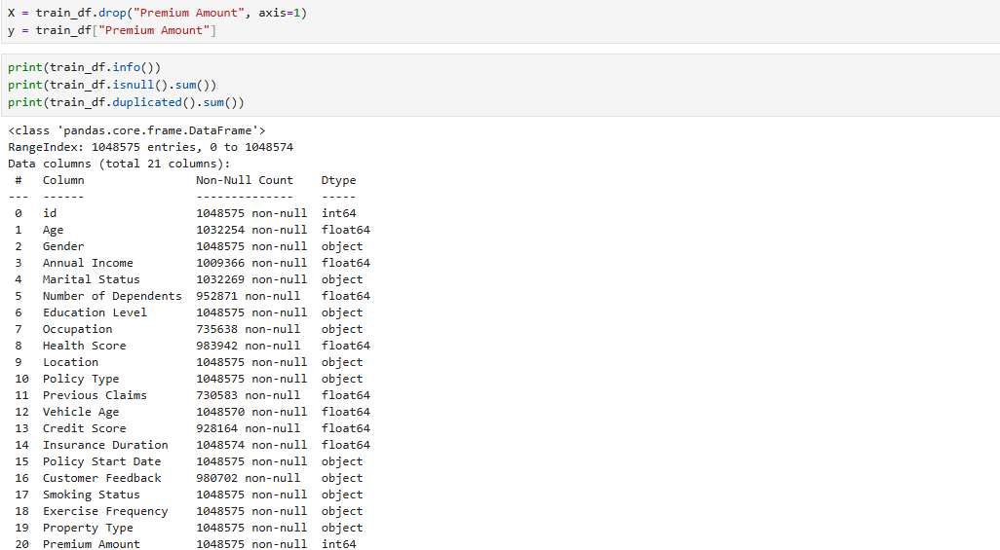 X = train_df.drop("Premium Amount", axis=1)
y = train_df["Premium Amount"]
print(train_df.info())
print(train_df.isnull().sum())
print(train_df.duplicated().sum())
<class 'pandas.core.frame.DataFrame'>
RangeIndex: 1048575 entries, 0 to 1048574
Data columns (total 21 columns):
 #   Column                Non-Null Count    Dtype
---  ------                --------------    -----
 0   id                    1048575 non-null  int64
 1   Age                   1032254 non-null  float64
 2   Gender                1048575 non-null  object
 3   Annual Income         1009366 non-null  float64
 4   Marital Status        1032269 non-null  object
 5   Number of Dependents  952871 non-null   float64
 6   Education Level       1048575 non-null  object
 7   Occupation            735638 non-null   object
 8   Health Score          983942 non-null   float64
 9   Location              1048575 non-null  object
 10  Policy Type           1048575 non-null  object
 11  Previous Claims       730583 non-null   float64
 12  Vehicle Age           1048570 non-null  float64
 13  Credit Score          928164 non-null   float64
 14  Insurance Duration    1048574 non-null  float64
 15  Policy Start Date     1048575 non-null  object
 16  Customer Feedback     980702 non-null   object
 17  Smoking Status        1048575 non-null  object
 18  Exercise Frequency    1048575 non-null  object
 19  Property Type         1048575 non-null  object
 20  Premium Amount        1048575 non-null  int64